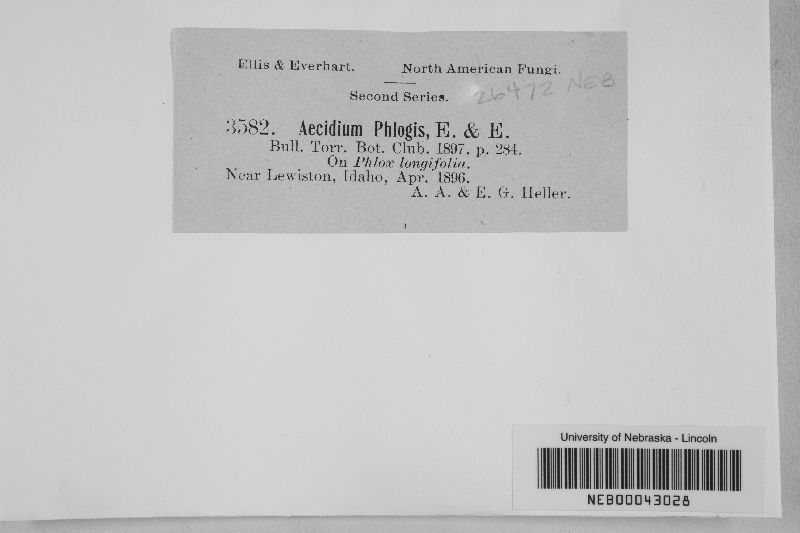 Ellis & Everhart. North American Fungi.
Second Series. 26472 NEB
3582. Aecidium Phlogis, E. & E.
Bull. Torr. Bot. Club. 1897, p. 284.
On Phlox longifolia.
Near Lewiston, Idaho, Apr. 1896.
A. A. & E. G. Heller.
University of Nebraska - Lincoln
NEB00043028